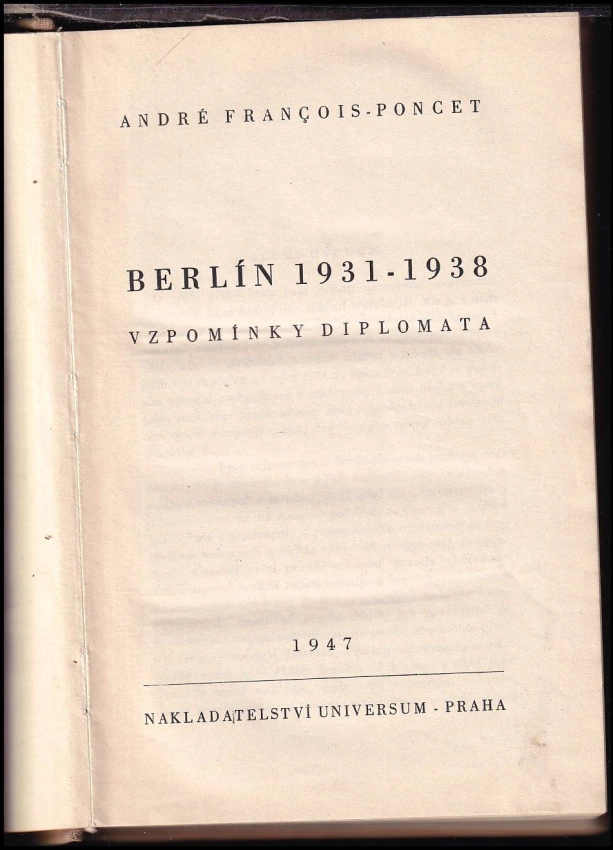 ANDRÉ FRANÇOIS-PONCET
BERLÍN 1931-1938
VZPOMÍNKY DIPLOMATA
1947
NAKLADATELSTVÍ UNIVERSUM - PRAHA